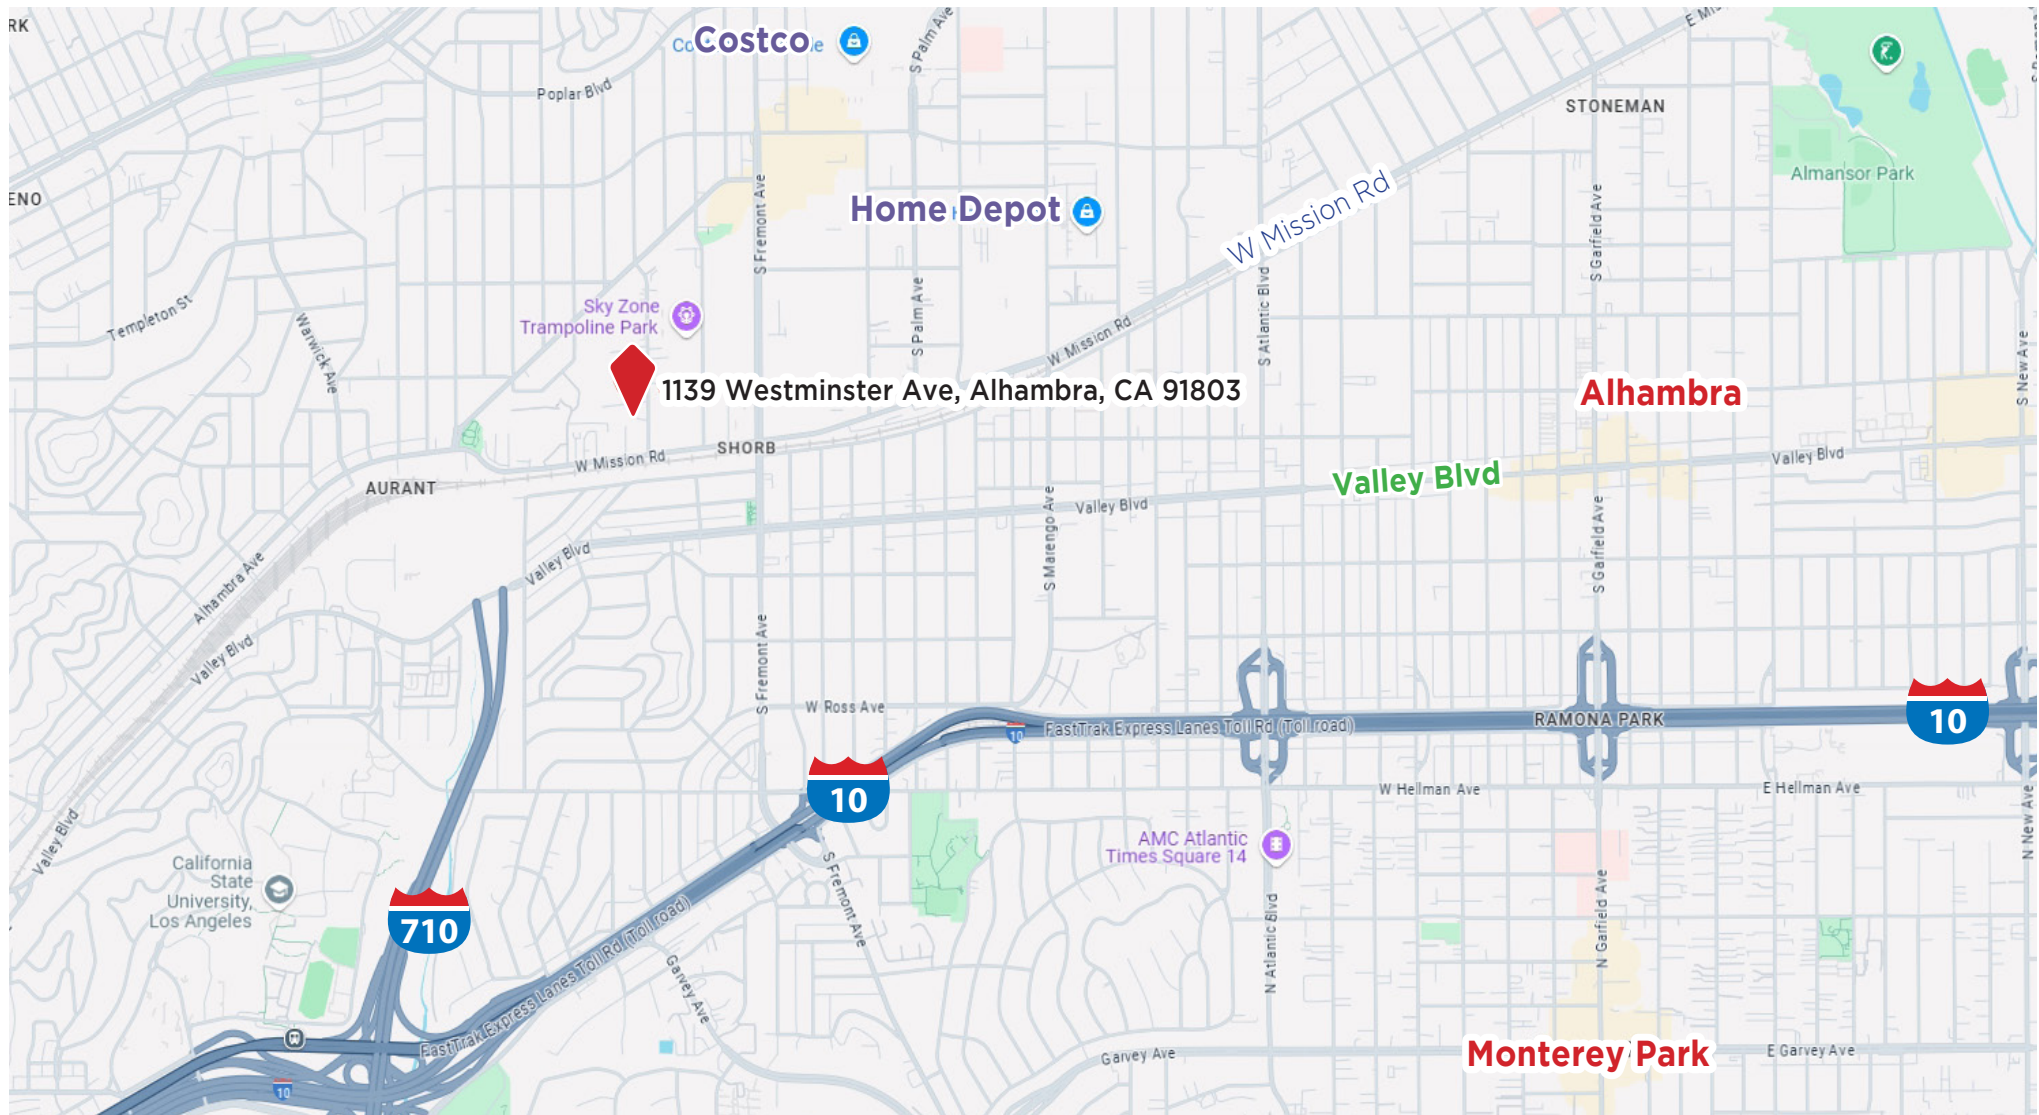 RK
Costco
S Palm Ave
STONEMAN
Poplar Blvd
Almansor Park
ENO
S Fremont Ave
Home Depot
W Mission Rd
S Garfield Ave
Templeton St
Warwick Ave
Sky Zone
Trampoline Park
S Palm Ave
W Mission Rd
S Atlantic Blvd
S New Ave
1139 Westminster Ave, Alhambra, CA 91803
Alhambra
SHORB
W Mission Rd
AURANT
Valley Blvd
Valley Blvd
Valley Blvd
S Marengo Ave
S Garfield Ave
Valley Blvd
Alhambra Ave
Valley Blvd
S Fremont Ave
W Ross Ave
10
FastTrak Express Lanes Toll Rd (Toll road)
RAMONA PARK
10
10
W Hellman Ave
E Hellman Ave
N New Ave
Valley Blvd
AMC Atlantic
Times Square 14
California
State
University,
Los Angeles
S Fremont Ave
710
N Atlantic Blvd
N Garfield Ave
FastTrak Express Lanes Toll Rd (Toll road)
Garvey Ave
Garvey Ave
Monterey Park
E Garvey Ave
10